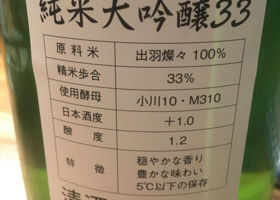 純米大吟醸33
原料米 出羽燦々 100%
精米歩合 33%
使用酵母 小川10・M310
日本酒度 +1.0
酸度 1.2
特徴 穏やかな香り
豊かな味わい
5℃以下の保存
清酒